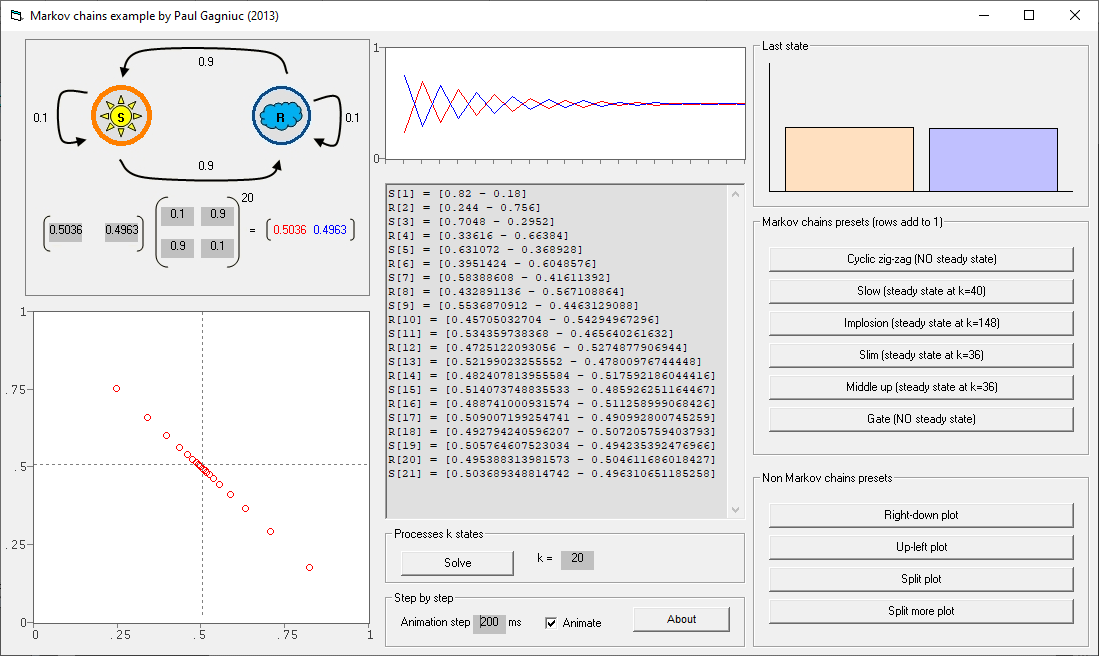 Markov chains example by Paul Gagniuc (2013)
0.9
0.1
S
R
0.1
0.9
20
0.5036 0.4963
0.1 0.9
0.9 0.1
= 0.5036 0.4963
1
.75
.5
.25
0
0 .25 .5 .75 1
1
0
S[1] = [0.82 - 0.18]
R[2] = [0.244 - 0.756]
S[3] = [0.7048 - 0.2952]
R[4] = [0.33616 - 0.66384]
S[5] = [0.631072 - 0.368928]
R[6] = [0.3951424 - 0.6048576]
S[7] = [0.58388608 - 0.41611392]
R[8] = [0.432891136 - 0.567108864]
S[9] = [0.5536870912 - 0.4463129088]
R[10] = [0.45705032704 - 0.54294967296]
S[11] = [0.534359738368 - 0.465640261632]
R[12] = [0.4725122093056 - 0.5274877906944]
S[13] = [0.52199023255552 - 0.47800976744448]
R[14] = [0.482407813955584 - 0.517592186044416]
S[15] = [0.514073748835533 - 0.485926251164467]
R[16] = [0.488741000931574 - 0.511258999068426]
S[17] = [0.509007199254741 - 0.490992800745259]
R[18] = [0.492794240596207 - 0.507205759403793]
S[19] = [0.505764607523034 - 0.494235392476966]
R[20] = [0.495388313981573 - 0.504611686018427]
S[21] = [0.503689348814742 - 0.496310651185258]
Processes k states
Solve
k = 20
Step by step
Animation step 200 ms
Animate
About
Last state
Markov chains presets (rows add to 1)
Cyclic zig-zag (NO steady state)
Slow (steady state at k=40)
Implosion (steady state at k=148)
Slim (steady state at k=36)
Middle up (steady state at k=36)
Gate (NO steady state)
Non Markov chains presets
Right-down plot
Up-left plot
Split plot
Split more plot